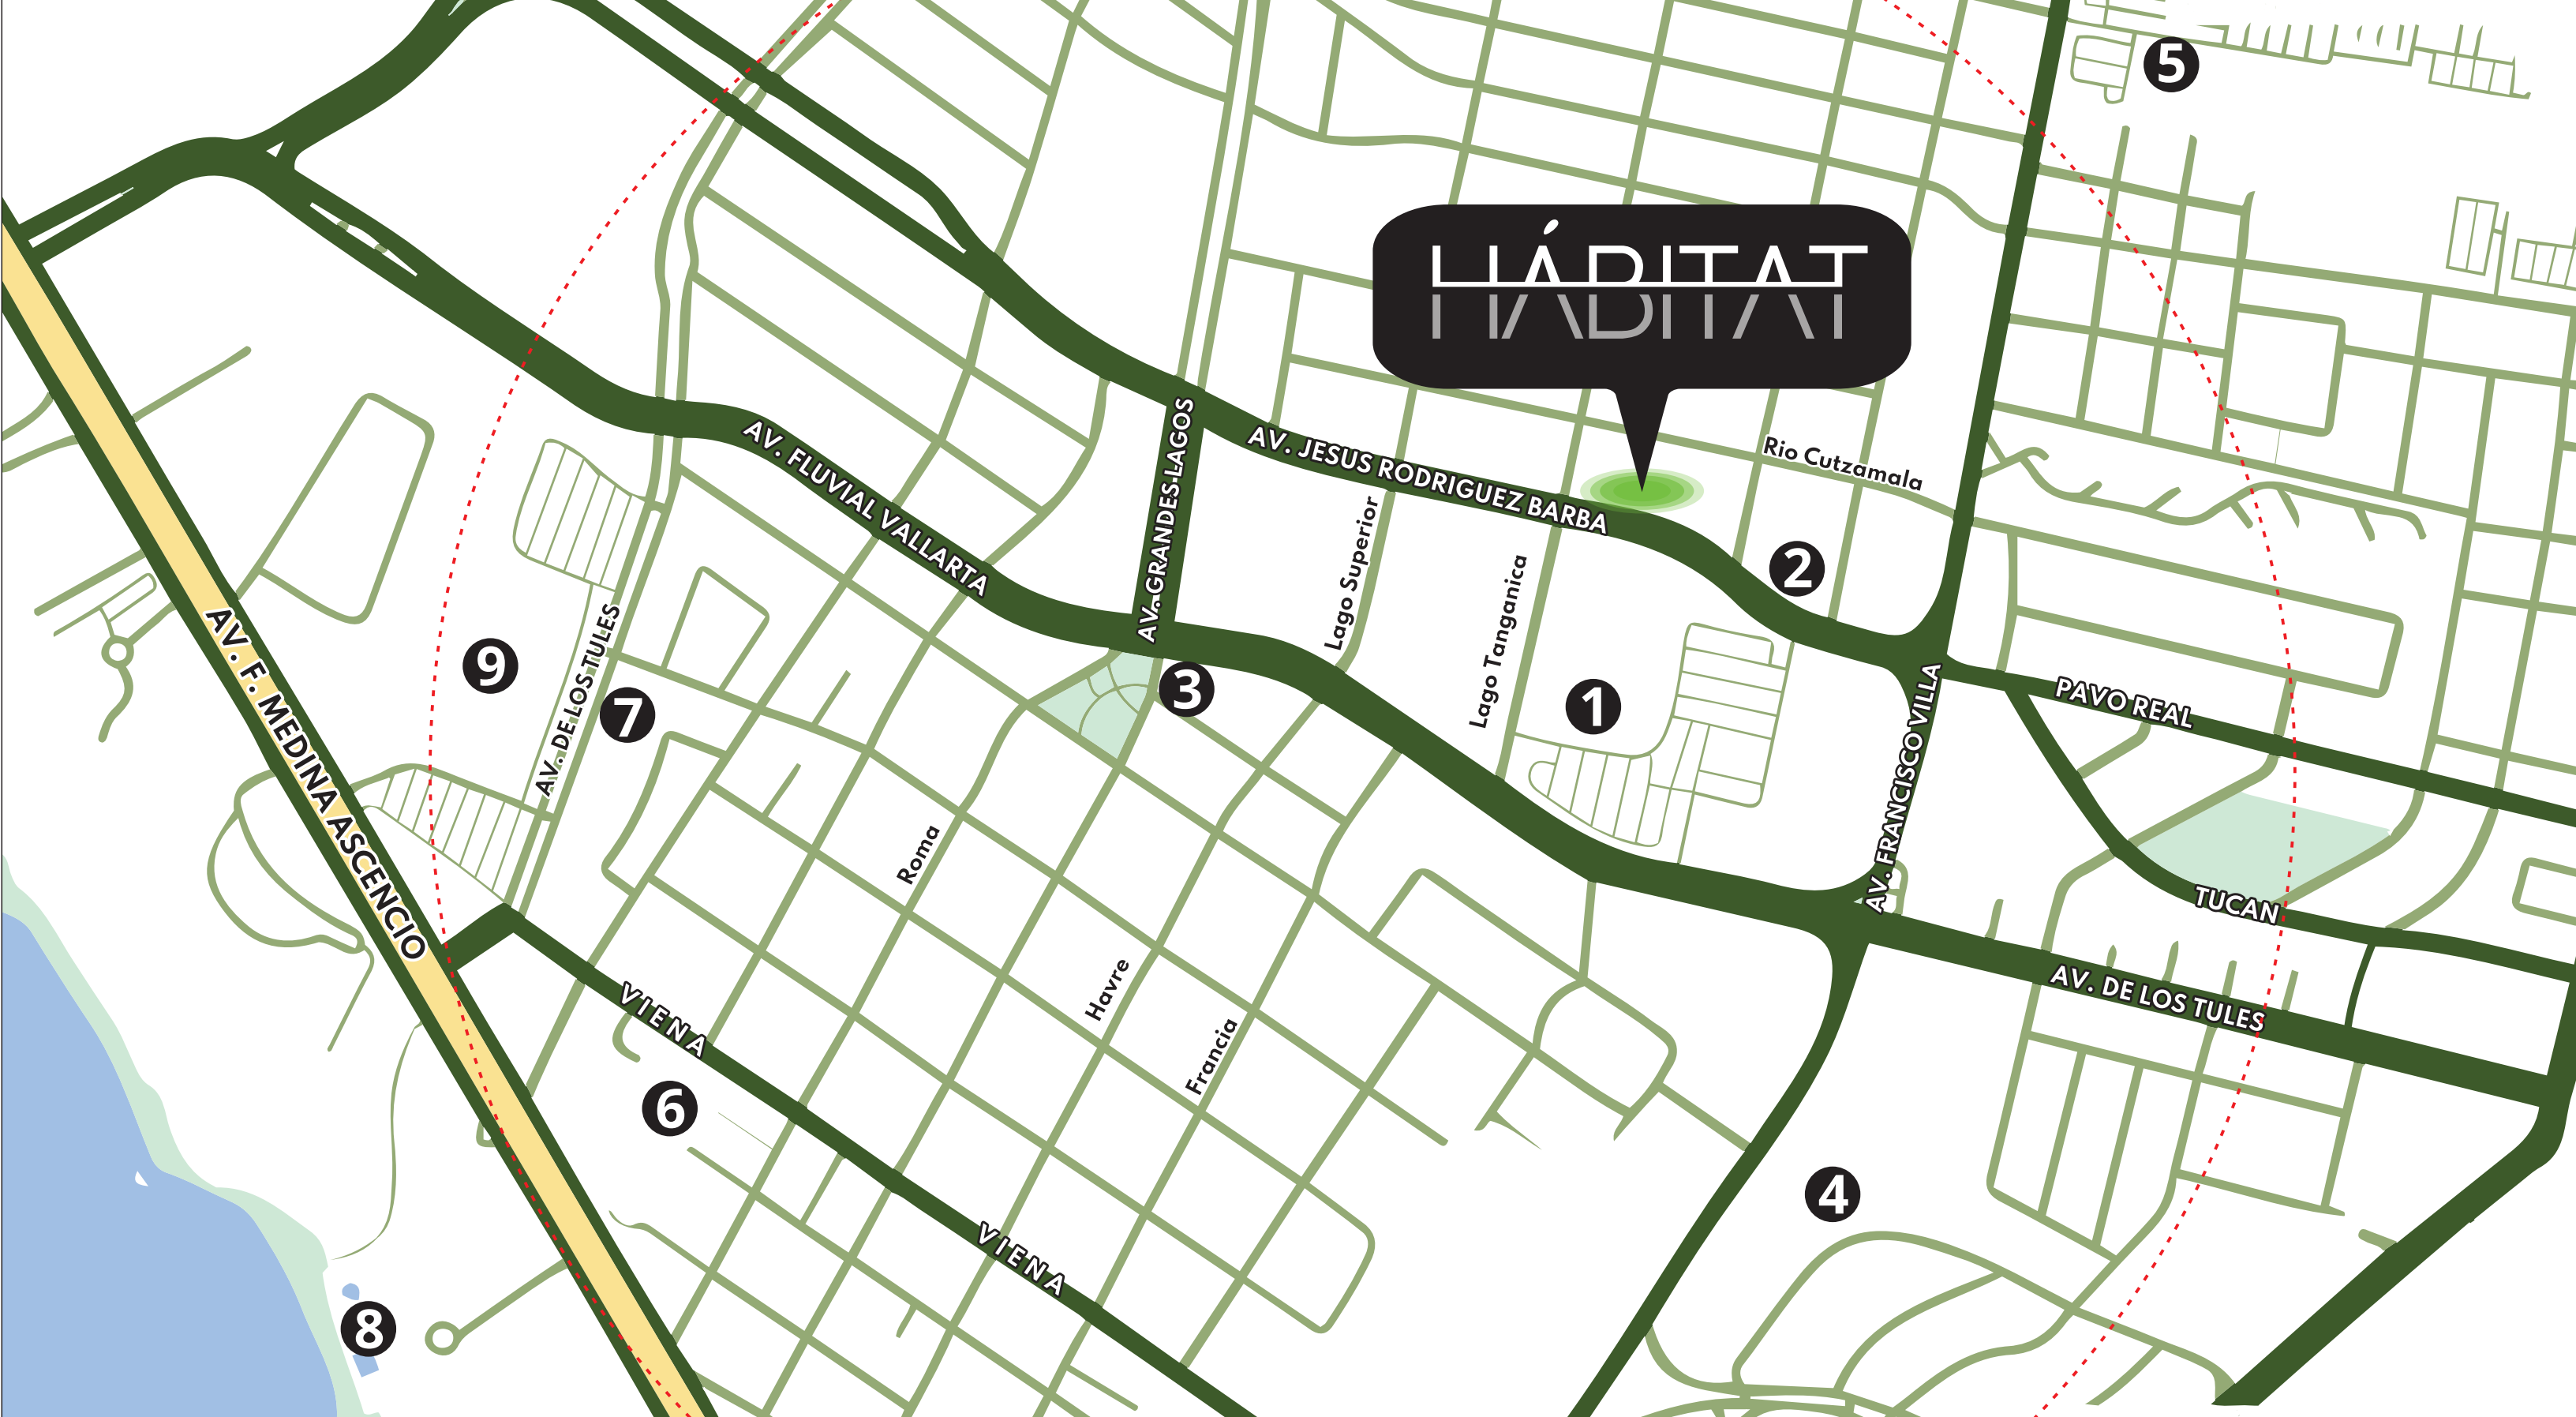 5
HÁBITAT
AV. FLUVIAL VALLARTA
AV. GRANDES LAGOS
AV. JESUS RODRIGUEZ BARBA
Rio Cutzamala
Lago Superior
Lago Tanganica
2
9
AV. DE LOS TULES
7
3
1
AV. FRANCISCO VILLA
PAVO REAL
AV. F. MEDINA ASCENCIO
Roma
TUCAN
Havre
Francia
VIENA
AV. DE LOS TULES
6
4
VIENA
8